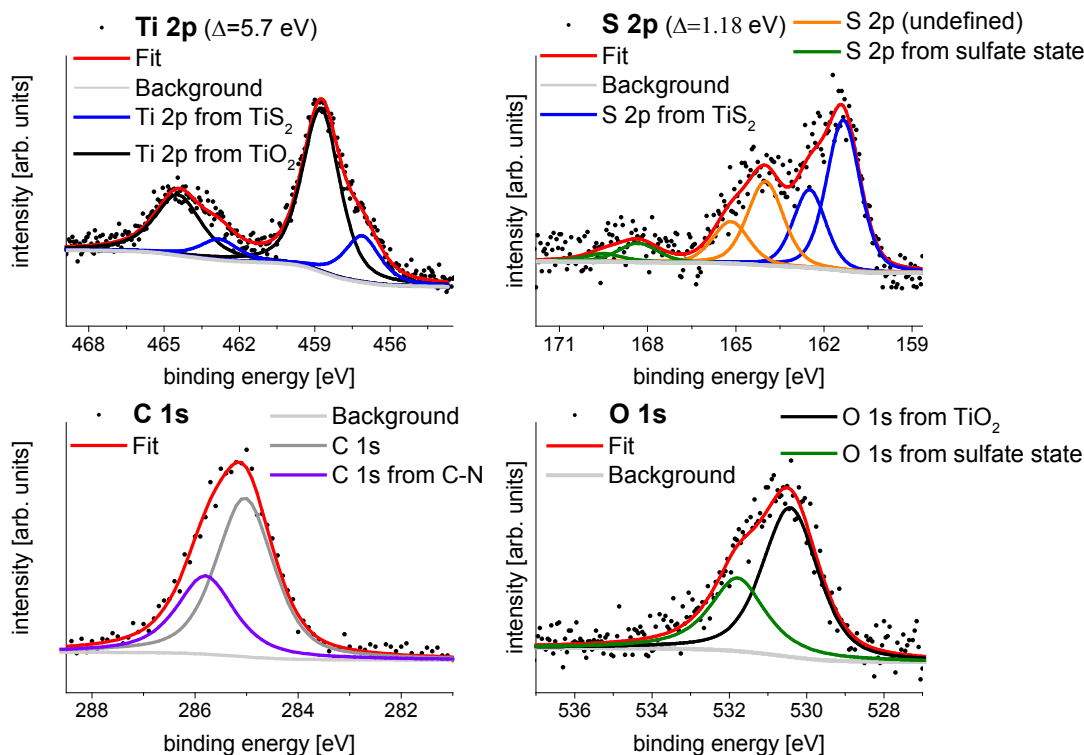 Ti 2p (Δ=5.7 eV)
Fit
Background
Ti 2p from TiS₂
Ti 2p from TiO₂
intensity [arb. units]
468 465 462 459 456
binding energy [eV]
S 2p (Δ=1.18 eV)
Fit
Background
S 2p from TiS₂
S 2p (undefined)
S 2p from sulfate state
intensity [arb. units]
171 168 165 162 159
binding energy [eV]
C 1s
Fit
Background
C 1s
C 1s from C-N
intensity [arb. units]
288 286 284 282
binding energy [eV]
O 1s
Fit
Background
O 1s from TiO₂
O 1s from sulfate state
intensity [arb. units]
536 534 532 530 528
binding energy [eV]